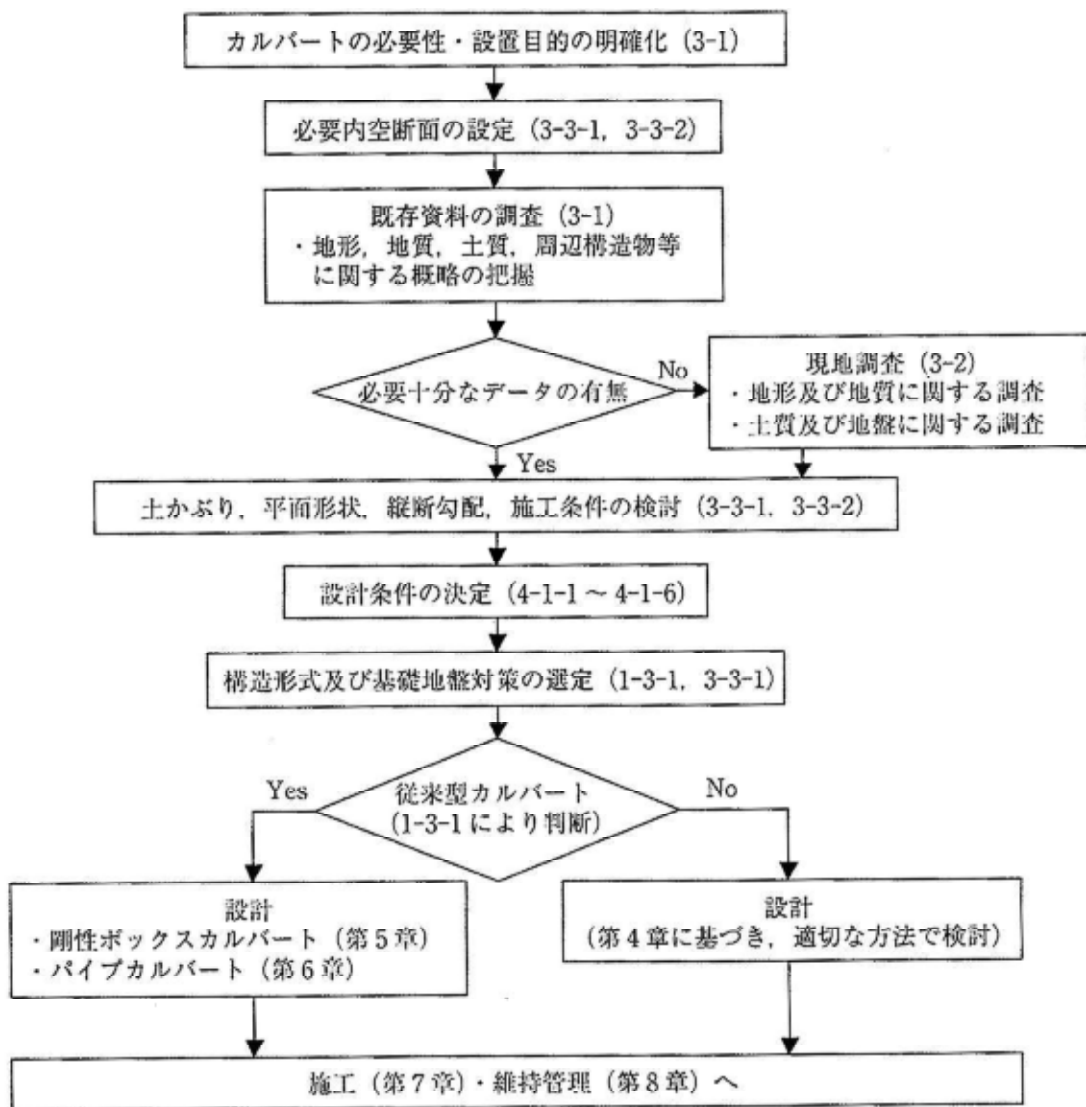 カルバートの必要性・設置目的の明確化（3-1）
必要内空断面の設定（3-3-1，3-3-2）
既存資料の調査（3-1）
・地形，地質，土質，周辺構造物等
に関する概略の把握
必要十分なデータの有無
No
現地調査（3-2）
・地形及び地質に関する調査
・土質及び地盤に関する調査
Yes
土かぶり，平面形状，縦断勾配，施工条件の検討（3-3-1，3-3-2）
設計条件の決定（4-1-1～4-1-6）
構造形式及び基礎地盤対策の選定（1-3-1，3-3-1）
Yes
従来型カルバート
（1-3-1により判断）
No
設計
・剛性ボックスカルバート（第5章）
・パイプカルバート（第6章）
設計
（第4章に基づき，適切な方法で検討）
施工（第7章）・維持管理（第8章）へ